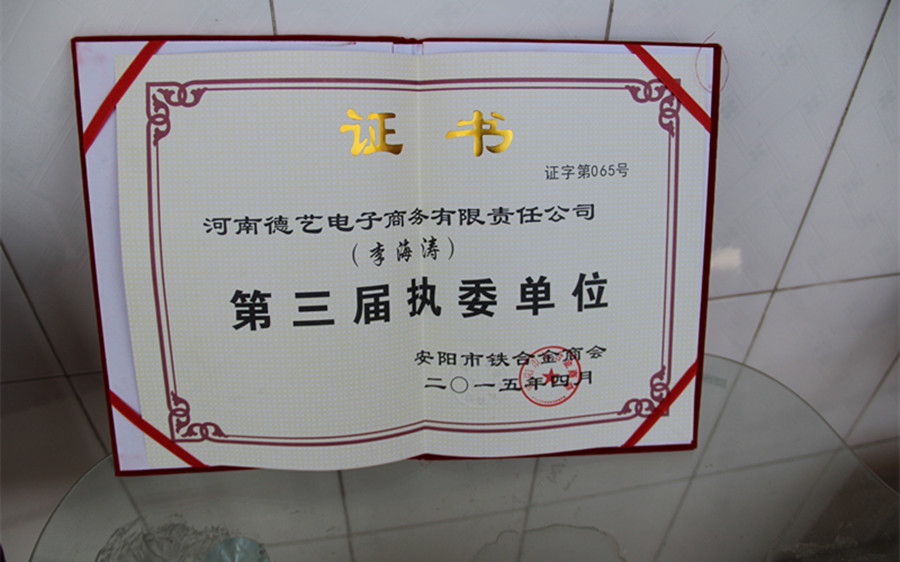 证书
证字第065号
河南德艺电子商务有限责任公司
(李海涛)
第三届执委单位
安阳市铁合金商会
二〇一五年四月